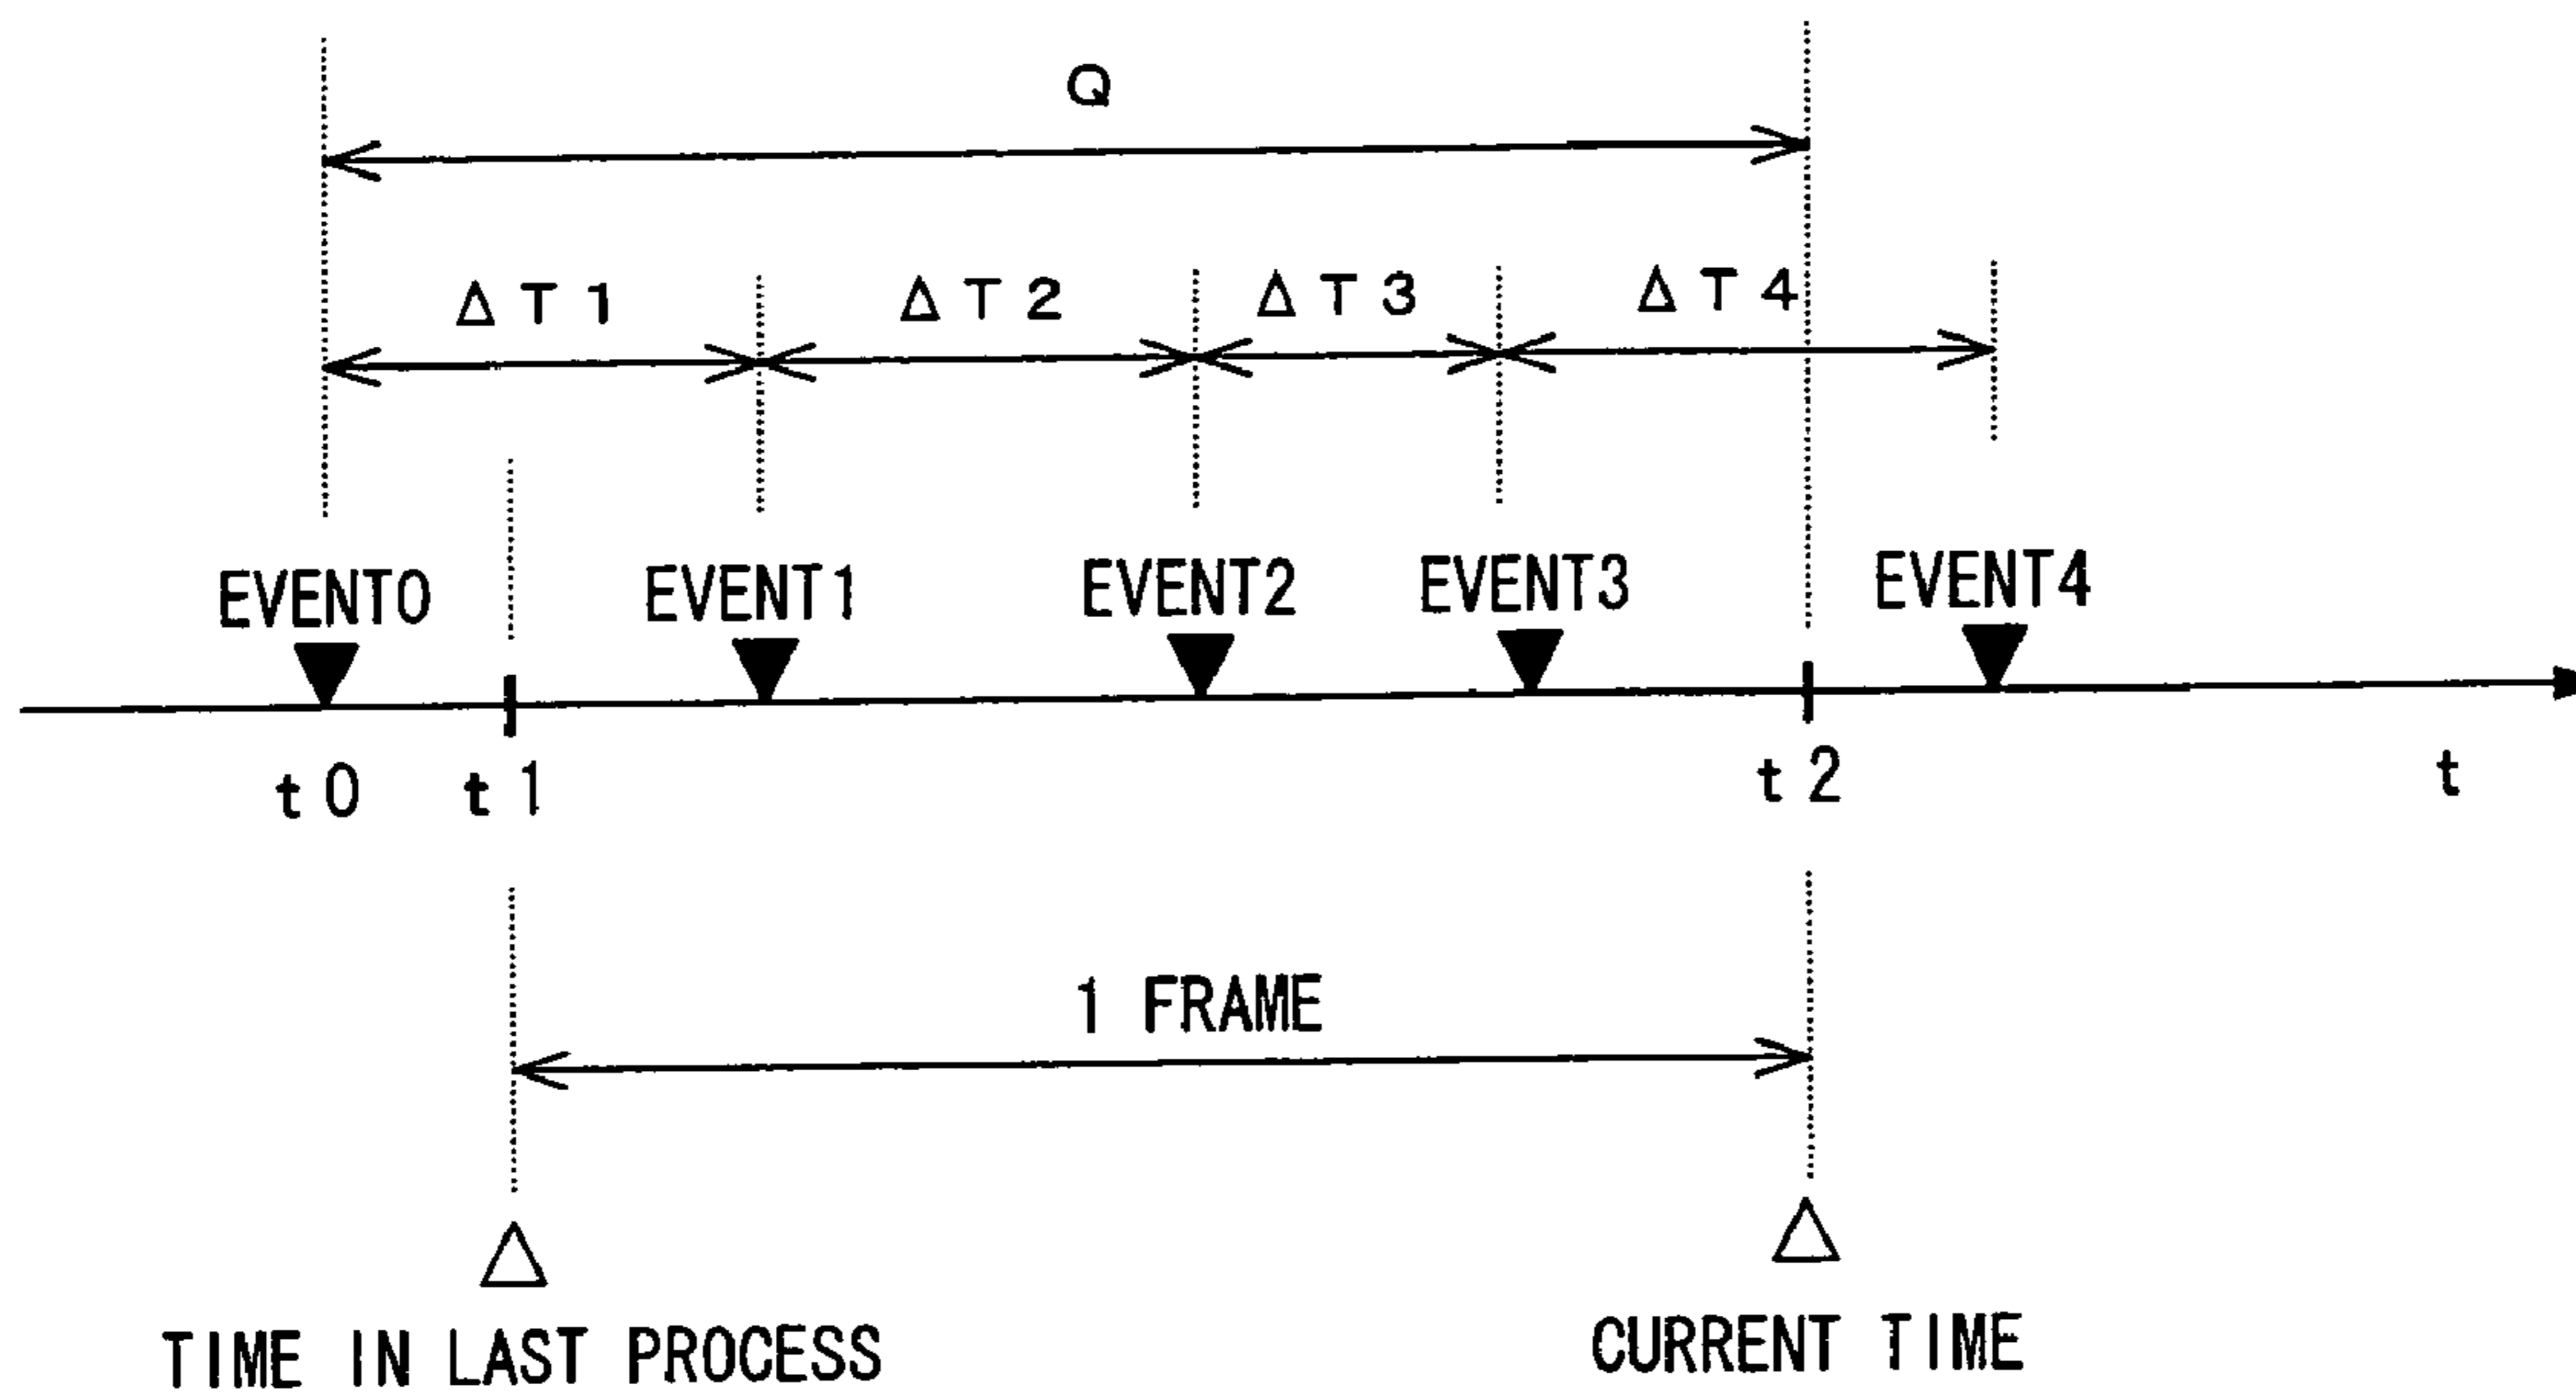 Q
ΔT1 ΔT2 ΔT3 ΔT4
EVENT0 EVENT1 EVENT2 EVENT3 EVENT4
t0 t1 t2 t
1 FRAME
TIME IN LAST PROCESS CURRENT TIME